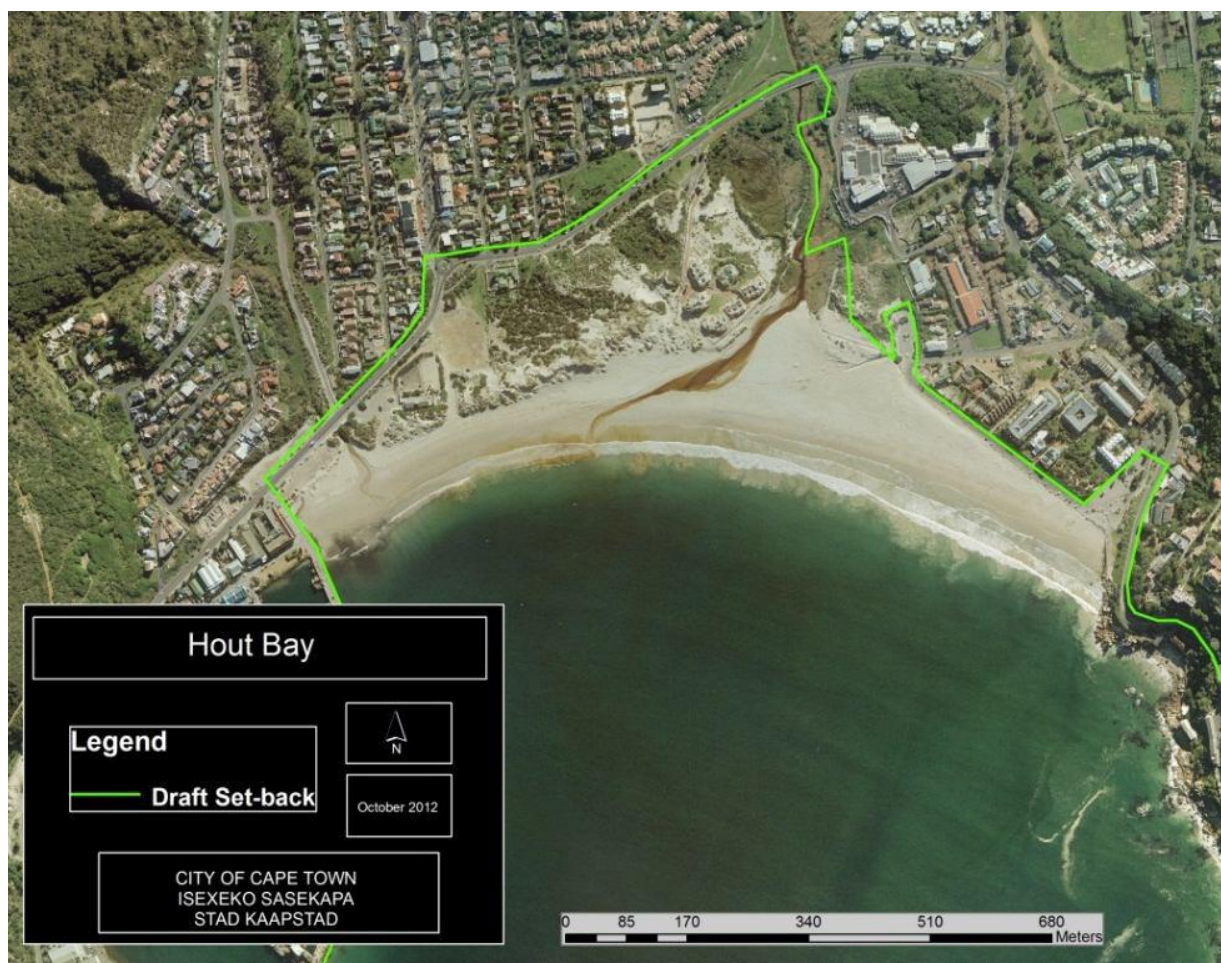 Hout Bay
Legend
Draft Set-back
N
October 2012
CITY OF CAPE TOWN
ISEXEKO SASEKAPA
STAD KAAPSTAD
0 85 170 340 510 680
Meters